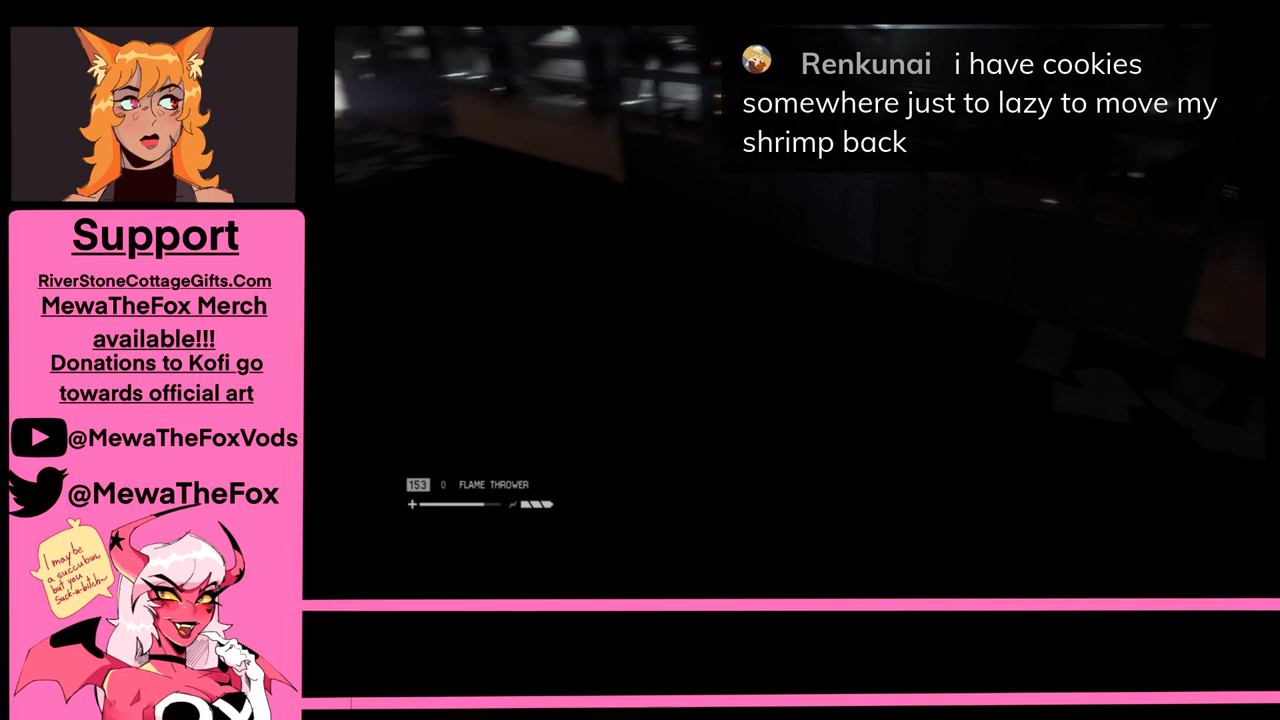 Renkunai i have cookies
somewhere just to lazy to move my
shrimp back
Support
RiverStoneCottageGifts.Com
MewaTheFox Merch
available!!!
Donations to Kofi go
towards official art
@MewaTheFoxVods
@MewaTheFox
I may be
a succubus,
but you
suck-a-bitch~
153 0 FLAME THROWER